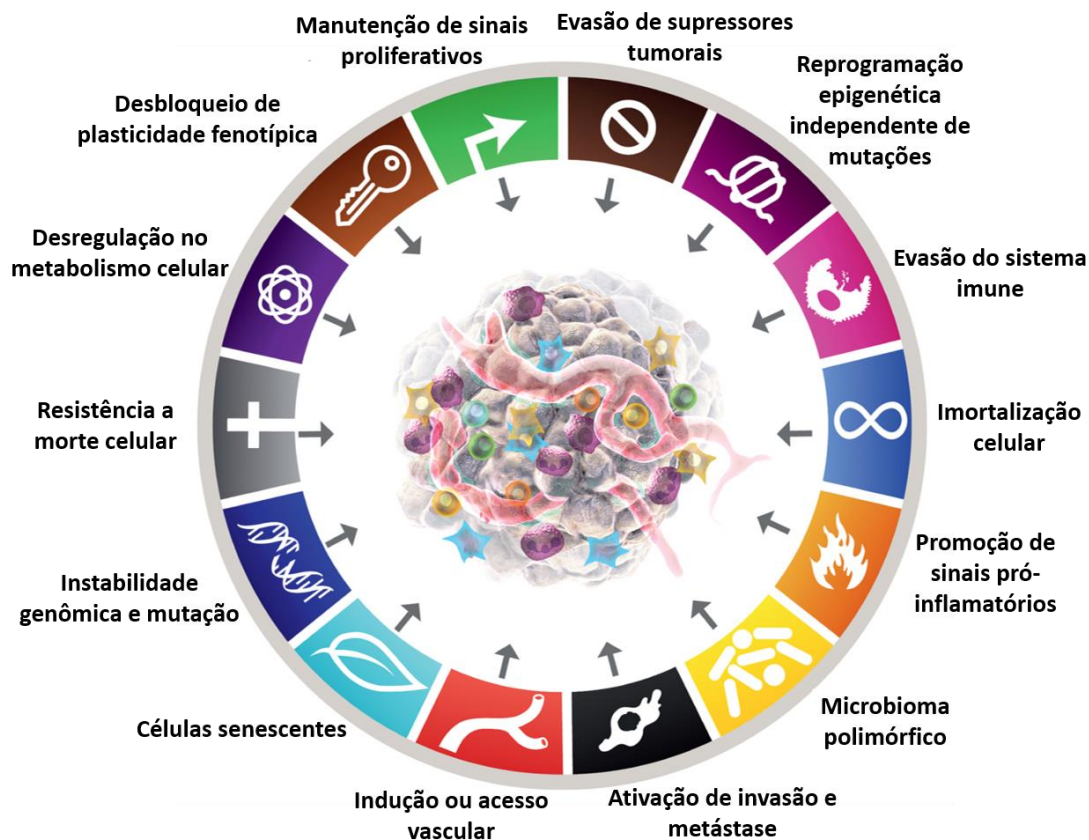 Manutenção de sinais
proliferativos
Evasão de supressores
tumorais
Reprogramação
epigenética
independente de
mutações
Evasão do sistema
imune
Imortalização
celular
Promoção de
sinais pró-
inflamatórios
Microbioma
polimórfico
Ativação de invasão e
metástase
Indução ou acesso
vascular
Células senescentes
Instabilidade
genômica e mutação
Resistência a
morte celular
Desregulação no
metabolismo celular
Desbloqueio de
plasticidade fenotípica